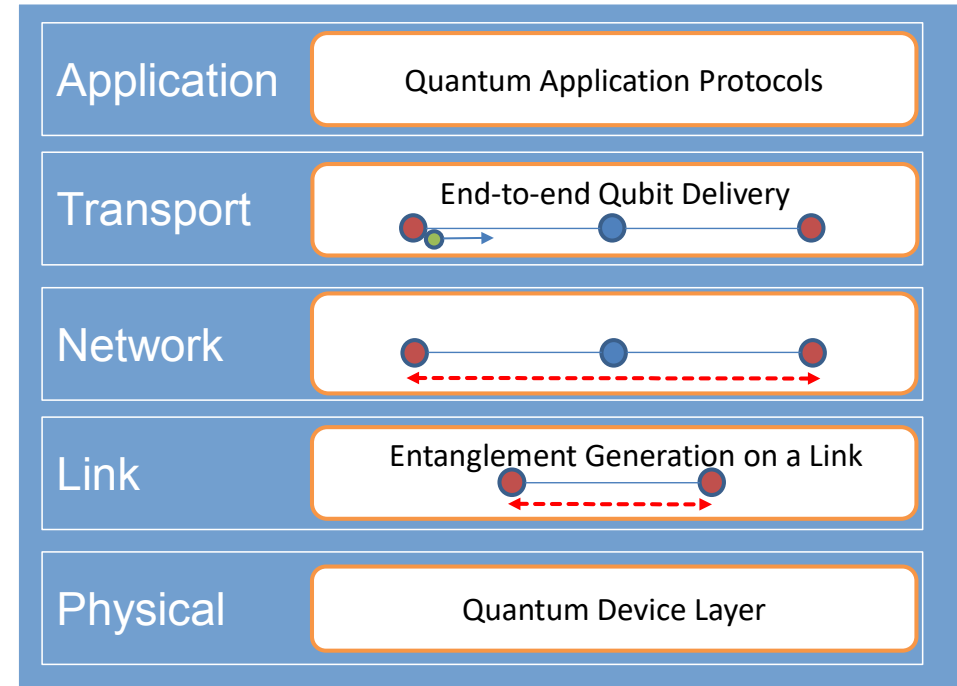 Application
Quantum Application Protocols
Transport
End-to-end Qubit Delivery
Network
Link
Entanglement Generation on a Link
Physical
Quantum Device Layer